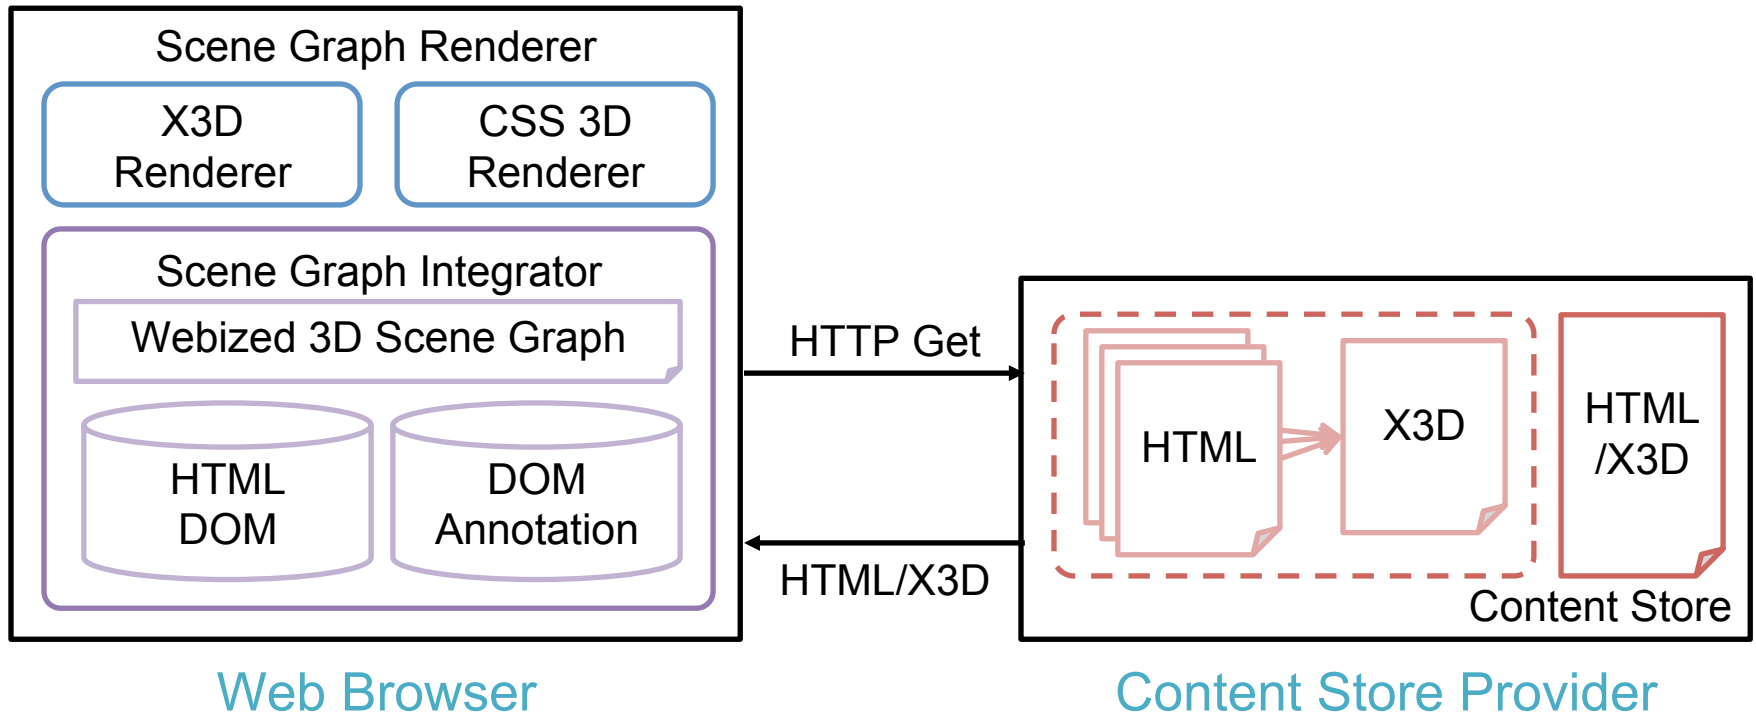 Scene Graph Renderer
X3D
Renderer
CSS 3D
Renderer
Scene Graph Integrator
Webized 3D Scene Graph
HTML
DOM
DOM
Annotation
Web Browser
HTTP Get
HTML/X3D
HTML
X3D
HTML
/X3D
Content Store
Content Store Provider